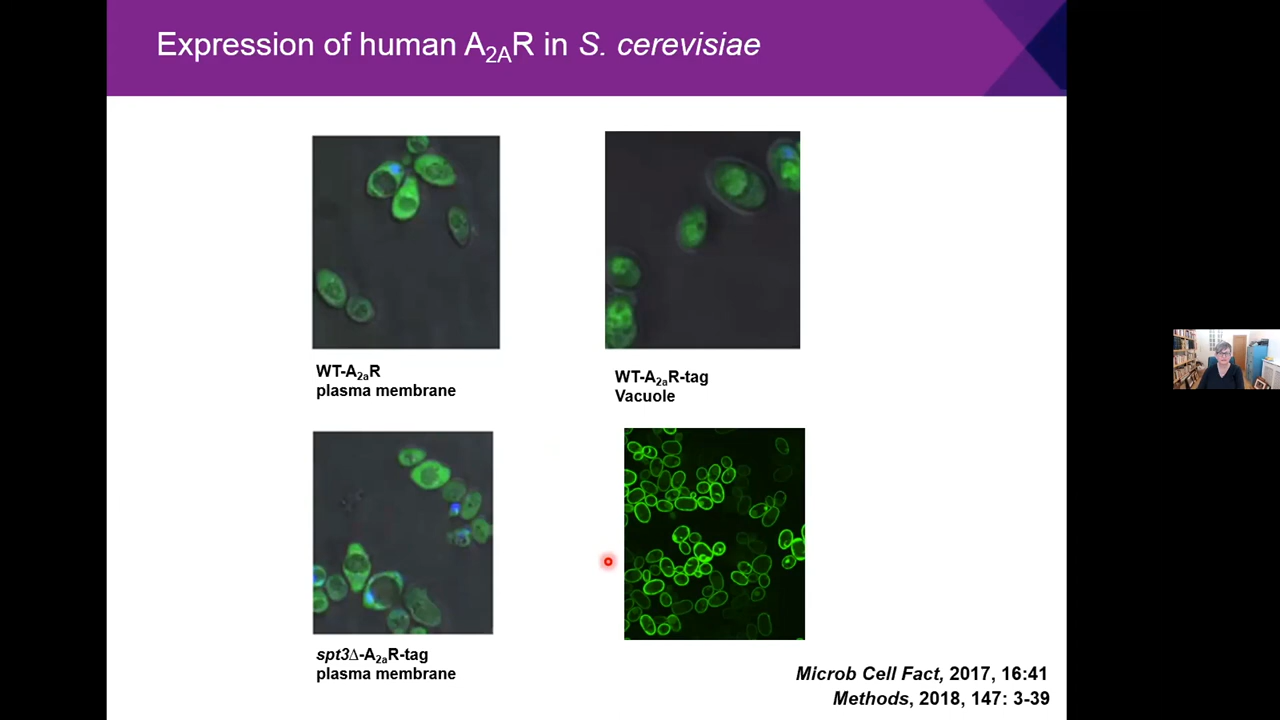 Expression of human A2AR in S. cerevisiae
WT-A2aR
plasma membrane
WT-A2aR-tag
Vacuole
spt3Δ-A2aR-tag
plasma membrane
Microb Cell Fact, 2017, 16:41
Methods, 2018, 147: 3-39